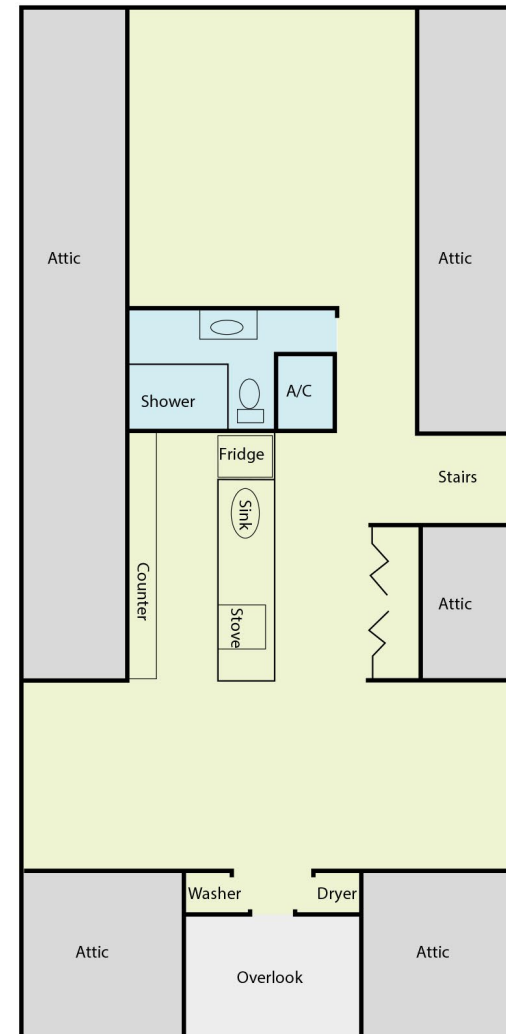 Attic
Attic
A/C
Shower
Fridge
Stairs
Sink
Counter
Stove
Attic
Washer
Dryer
Attic
Attic
Overlook